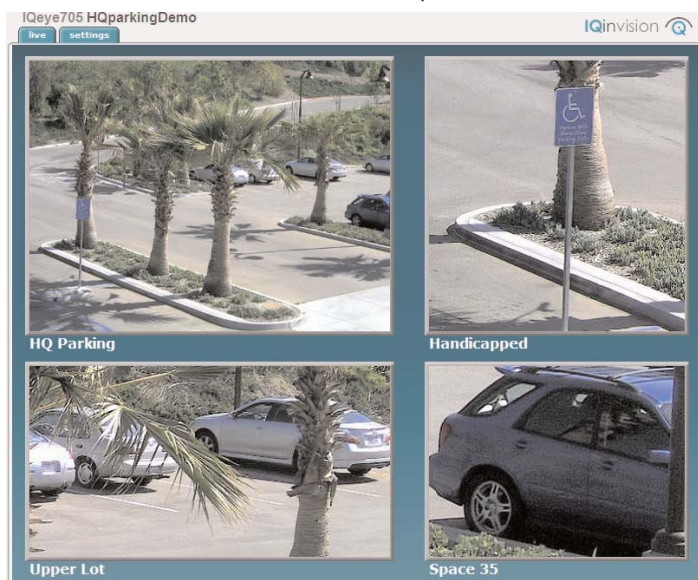 IQeye705 HQparkingDemo
IQinvision
live settings
HQ Parking
Handicapped
Upper Lot
Space 35